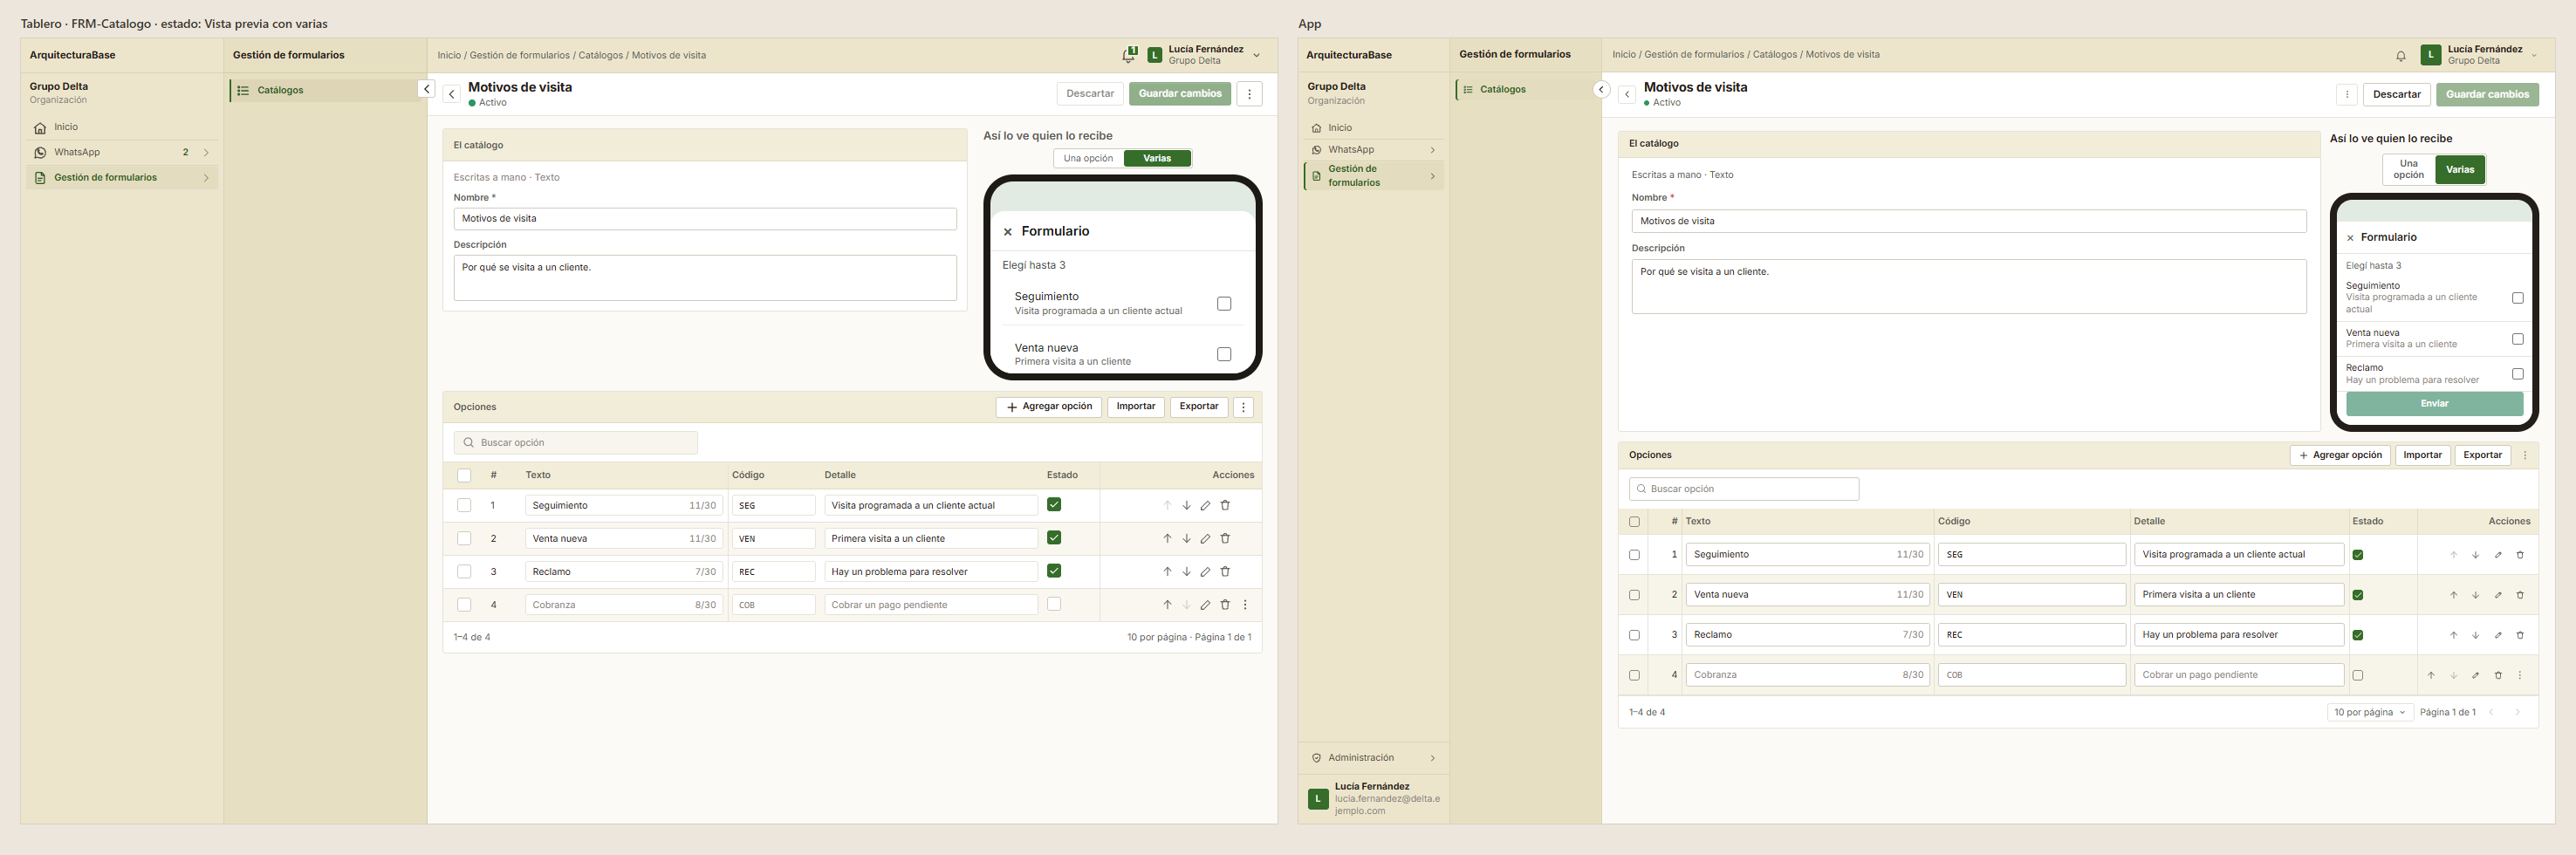 Tablero · FRM-Catalogo · estado: Vista previa con varias
ArquitecturaBase
Gestión de formularios
Inicio / Gestión de formularios / Catálogos / Motivos de visita
1
L
Lucía Fernández
Grupo Delta
Grupo Delta
Organización
Inicio
WhatsApp 2
Gestión de formularios
Catálogos
Motivos de visita
Activo
Descartar
Guardar cambios
El catálogo
Escritas a mano · Texto
Nombre *
Motivos de visita
Descripción
Por qué se visita a un cliente.
Así lo ve quien lo recibe
Una opción
Varias
Formulario
Elegí hasta 3
Seguimiento
Visita programada a un cliente actual
Venta nueva
Primera visita a un cliente
Opciones
Agregar opción
Importar
Exportar
Buscar opción
# Texto Código Detalle Estado Acciones
1 Seguimiento 11/30 SEG Visita programada a un cliente actual
2 Venta nueva 11/30 VEN Primera visita a un cliente
3 Reclamo 7/30 REC Hay un problema para resolver
4 Cobranza 8/30 COB Cobrar un pago pendiente
1–4 de 4
10 por página · Página 1 de 1
App
ArquitecturaBase
Gestión de formularios
Inicio / Gestión de formularios / Catálogos / Motivos de visita
L
Lucía Fernández
Grupo Delta
Grupo Delta
Organización
Inicio
WhatsApp
Gestión de
formularios
Catálogos
Motivos de visita
Activo
Descartar
Guardar cambios
El catálogo
Escritas a mano · Texto
Nombre *
Motivos de visita
Descripción
Por qué se visita a un cliente.
Así lo ve quien lo recibe
Una
opción
Varias
Formulario
Elegí hasta 3
Seguimiento
Visita programada a un cliente
actual
Venta nueva
Primera visita a un cliente
Reclamo
Hay un problema para resolver
Enviar
Opciones
Agregar opción
Importar
Exportar
Buscar opción
# Texto Código Detalle Estado Acciones
1 Seguimiento 11/30 SEG Visita programada a un cliente actual
2 Venta nueva 11/30 VEN Primera visita a un cliente
3 Reclamo 7/30 REC Hay un problema para resolver
4 Cobranza 8/30 COB Cobrar un pago pendiente
1–4 de 4
10 por página
Página 1 de 1
Administración
L
Lucía Fernández
lucia.fernandez@delta.e
jemplo.com